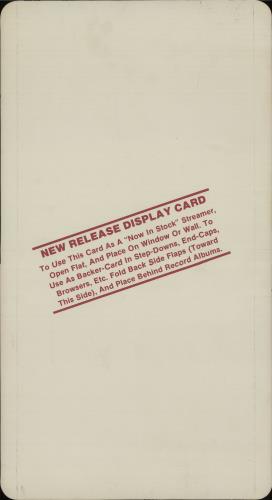 NEW RELEASE DISPLAY CARD
To Use This Card As A "Now In Stock" Streamer,
Open Flat, And Place On Window Or Wall. To
Use As Backer-Card In Step-Downs, End-Caps,
Browsers, Etc. Fold Back Side Flaps (Toward
This Side), And Place Behind Record Albums.